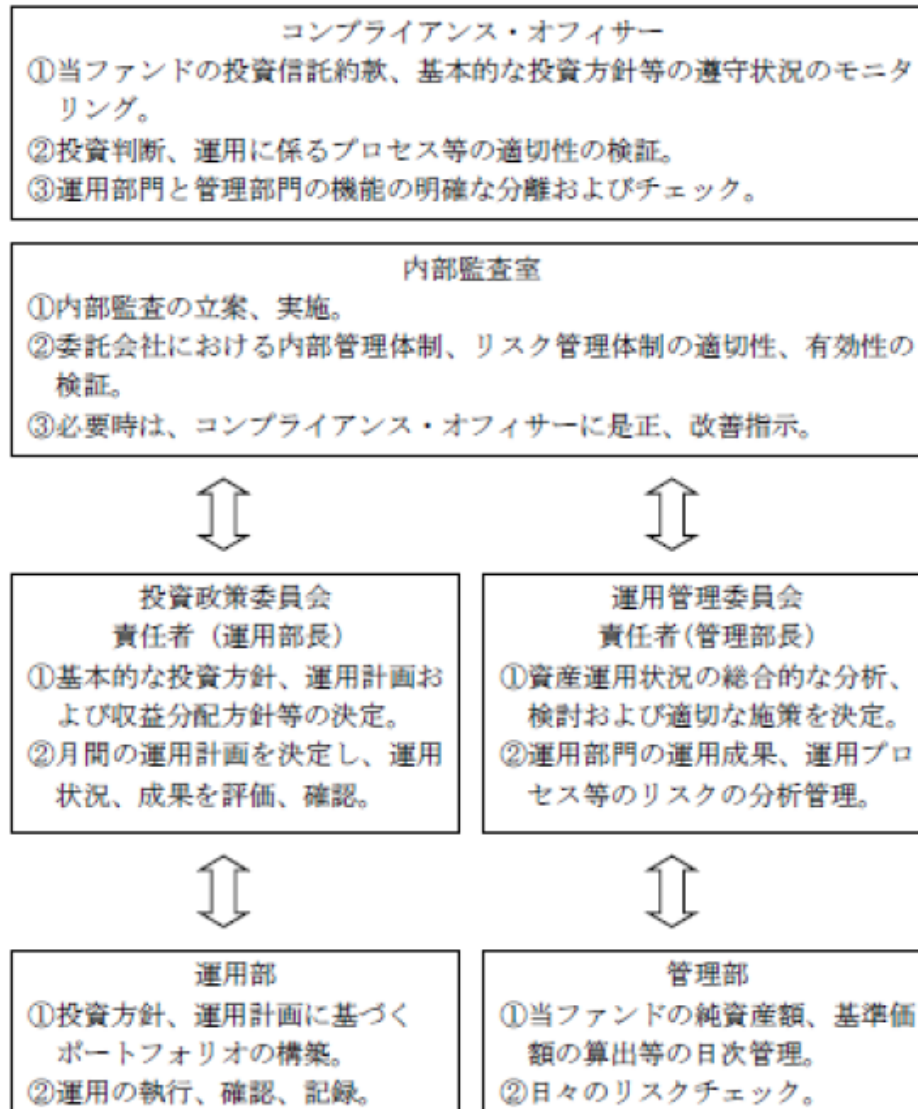 コンプライアンス・オフィサー
①当ファンドの投資信託約款、基本的な投資方針等の遵守状況のモニタ
リング。
②投資判断、運用に係るプロセス等の適切性の検証。
③運用部門と管理部門の機能の明確な分離およびチェック。
内部監査室
①内部監査の立案、実施。
②委託会社における内部管理体制、リスク管理体制の適切性、有効性の
検証。
③必要時は、コンプライアンス・オフィサーに是正、改善指示。
投資政策委員会
責任者（運用部長）
①基本的な投資方針、運用計画お
よび収益分配方針等の決定。
②月間の運用計画を決定し、運用
状況、成果を評価、確認。
運用管理委員会
責任者(管理部長)
①資産運用状況の総合的な分析、
検討および適切な施策を決定。
②運用部門の運用成果、運用プロ
セス等のリスクの分析管理。
運用部
①投資方針、運用計画に基づく
ポートフォリオの構築。
②運用の執行、確認、記録。
管理部
①当ファンドの純資産額、基準価
額の算出等の日次管理。
②日々のリスクチェック。